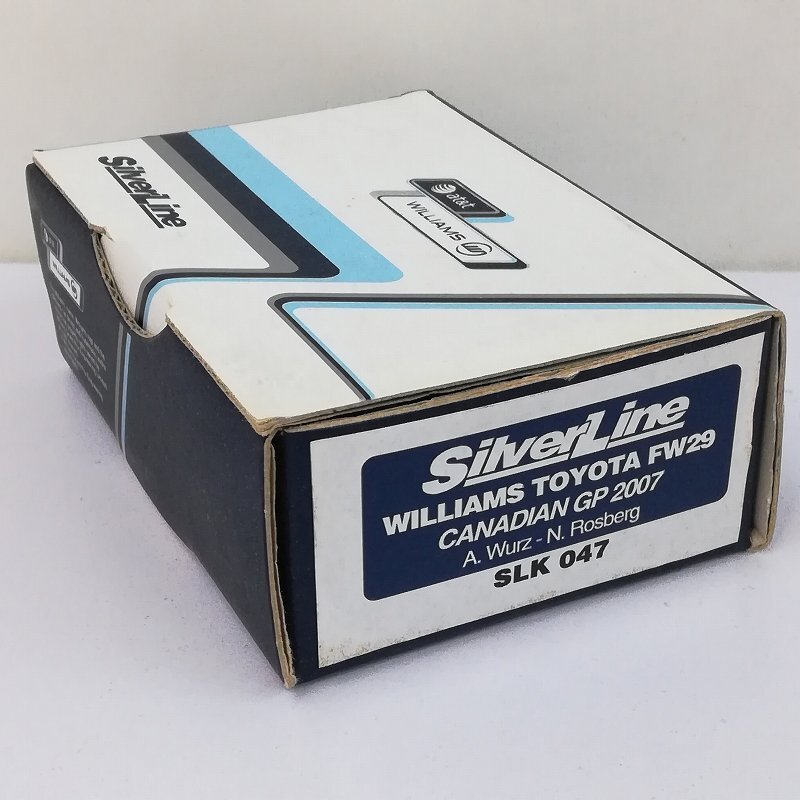 SilverLine
at&t
WILLIAMS
SilverLine
WILLIAMS TOYOTA FW29
CANADIAN GP 2007
A. Wurz - N. Rosberg
SLK 047